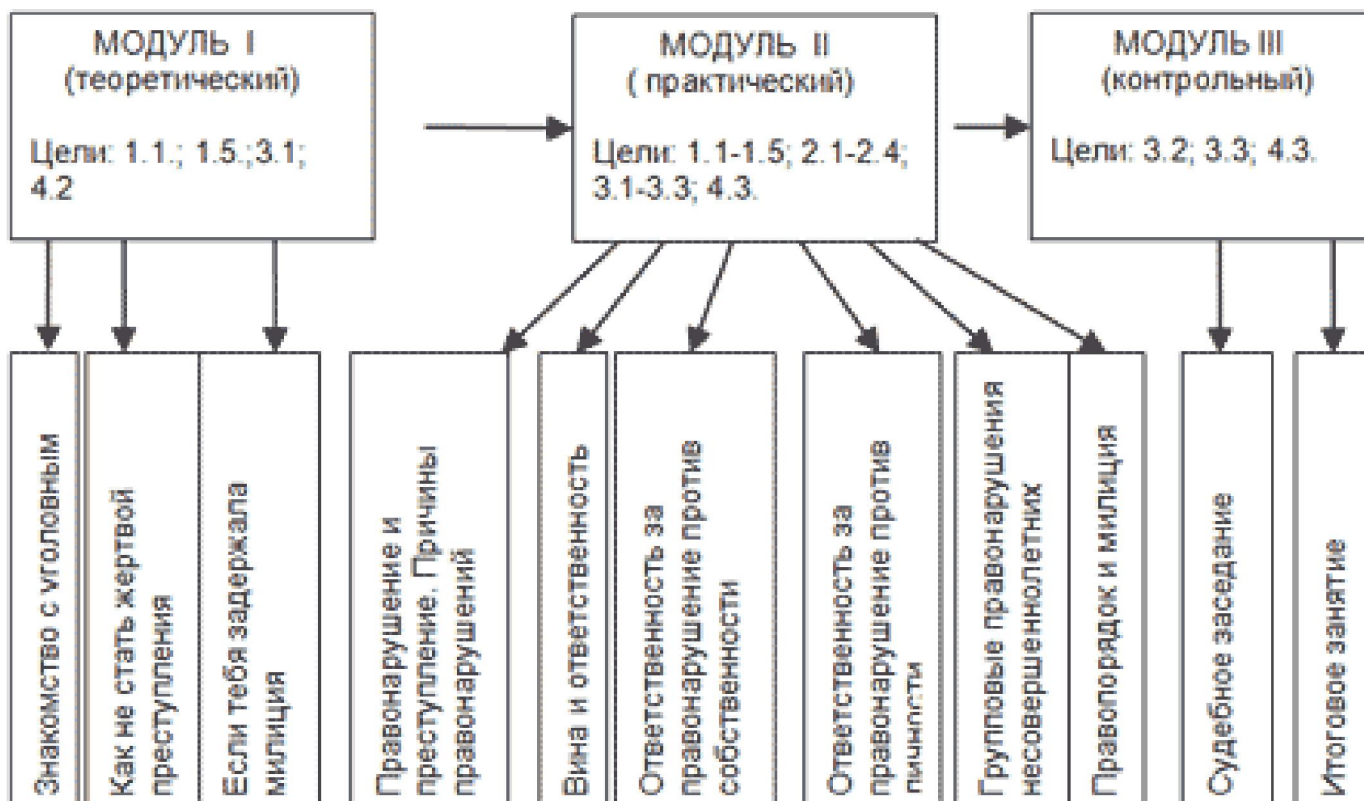 МОДУЛЬ I
(теоретический)
Цели: 1.1.; 1.5.;3.1;
4.2
МОДУЛЬ II
( практический)
Цели: 1.1-1.5; 2.1-2.4;
3.1-3.3; 4.3.
МОДУЛЬ III
(контрольный)
Цели: 3.2; 3.3; 4.3.
Знакомство с уголовным
Как не стать жертвой
преступления
Если тебя задержала
милиция
Правонарушение и
преступление. Причины
правонарушений
Вина и ответственность
Ответственность за
правонарушение против
собственности
Ответственность за
правонарушение против
личности
Групповые правонарушения
несовершеннолетних
Правопорядок и милиция
Судебное заседание
Итоговое занятие